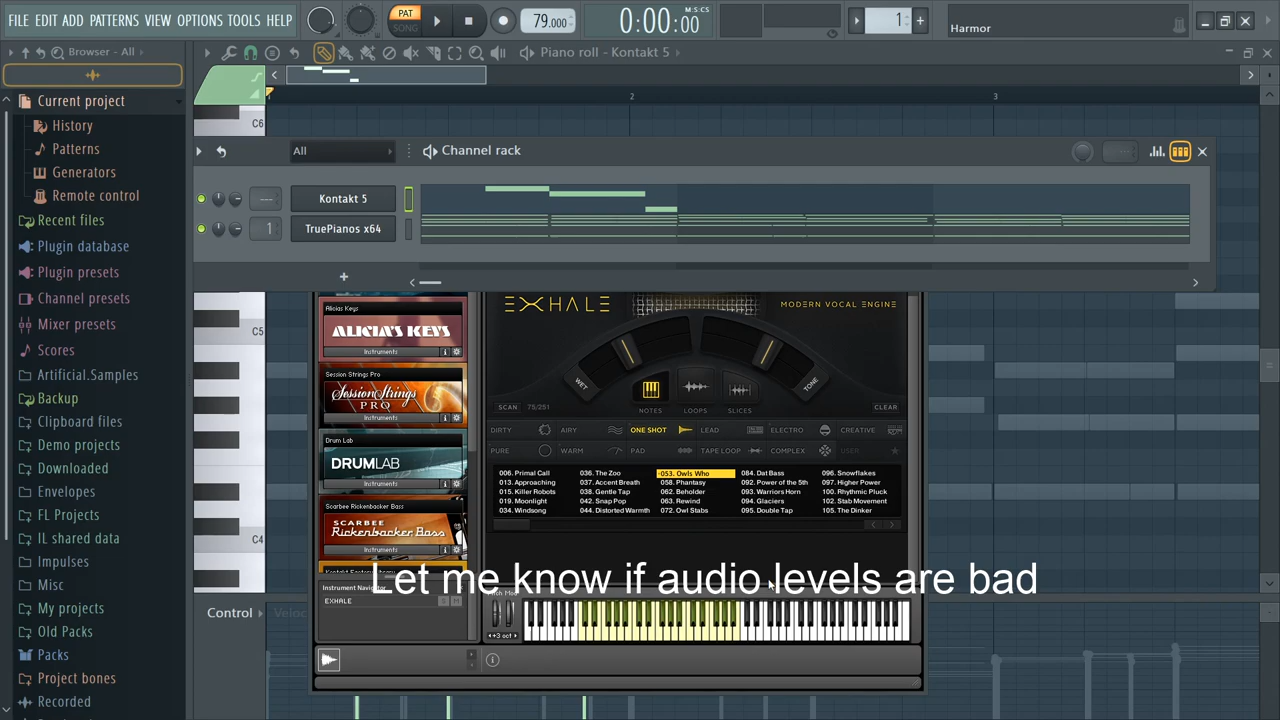 FILE EDIT ADD PATTERNS VIEW OPTIONS TOOLS HELP
PAT
SONG
79.000
0:00:00
M:S:CS
1
Harmor
Browser - All
Piano roll - Kontakt 5
Current project
History
Patterns
Generators
Remote control
Recent files
Plugin database
Plugin presets
Channel presets
Mixer presets
Scores
Artificial.Samples
Backup
Clipboard files
Demo projects
Downloaded
Envelopes
FL Projects
IL shared data
Impulses
Misc
My projects
Old Packs
Packs
Project bones
Recorded
2
3
C6
C5
C4
All
Channel rack
Kontakt 5
1
TruePianos x64
Alicias Keys
ALICIA'S KEYS
Instruments
Session Strings Pro
Session Strings
PRO
Instruments
Drum Lab
DRUMLAB
Instruments
Scarbee Rickenbacker Bass
SCARBEE
Rickenbacker Bass
Instruments
Instrument Navigator
EXHALE
EXHALE
MODERN VOCAL ENGINE
WET
TONE
NOTES
LOOPS
SLICES
SCAN
75/251
CLEAR
DIRTY
AIRY
ONE SHOT
LEAD
ELECTRO
CREATIVE
PURE
WARM
PAD
TAPE LOOP
COMPLEX
USER
006. Primal Call
036. The Zoo
053. Owls Who
084. Dat Bass
096. Snowflakes
013. Approaching
037. Accent Breath
058. Phantasy
092. Power of the 5th
097. Higher Power
015. Killer Robots
038. Gentle Tap
062. Beholder
093. Warriors Horn
100. Rhythmic Pluck
019. Moonlight
042. Snap Pop
063. Rewind
094. Glaciers
102. Stab Movement
034. Windsong
044. Distorted Warmth
072. Owl Stabs
095. Double Tap
105. The Dinker
Let me know if audio levels are bad
+3 oct
Control